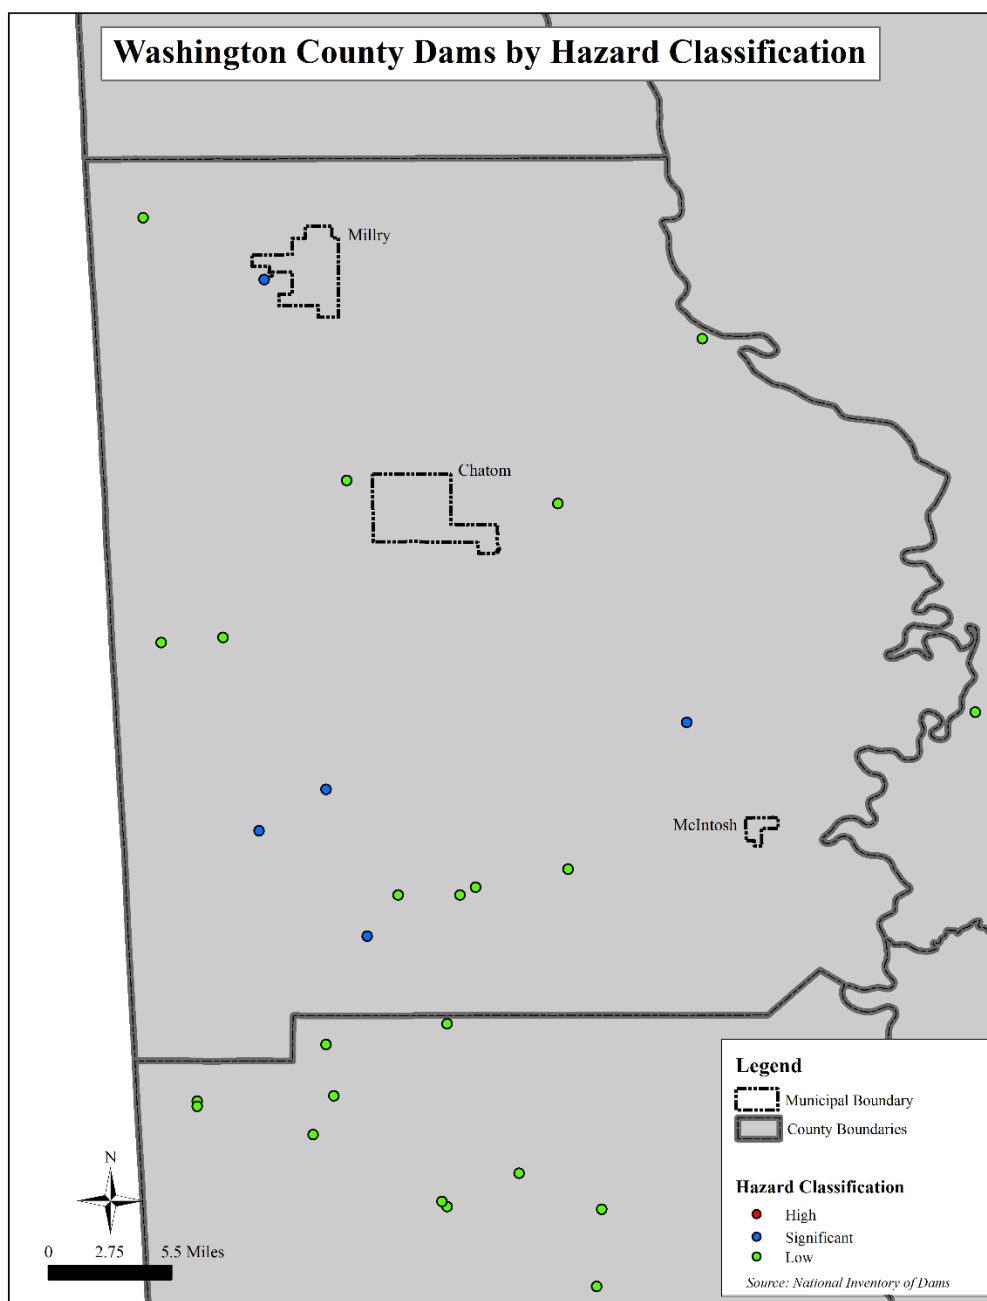 Washington County Dams by Hazard Classification
Millry
Chatom
McIntosh
Legend
Municipal Boundary
County Boundaries
Hazard Classification
High
Significant
Low
Source: National Inventory of Dams
N
0 2.75 5.5 Miles